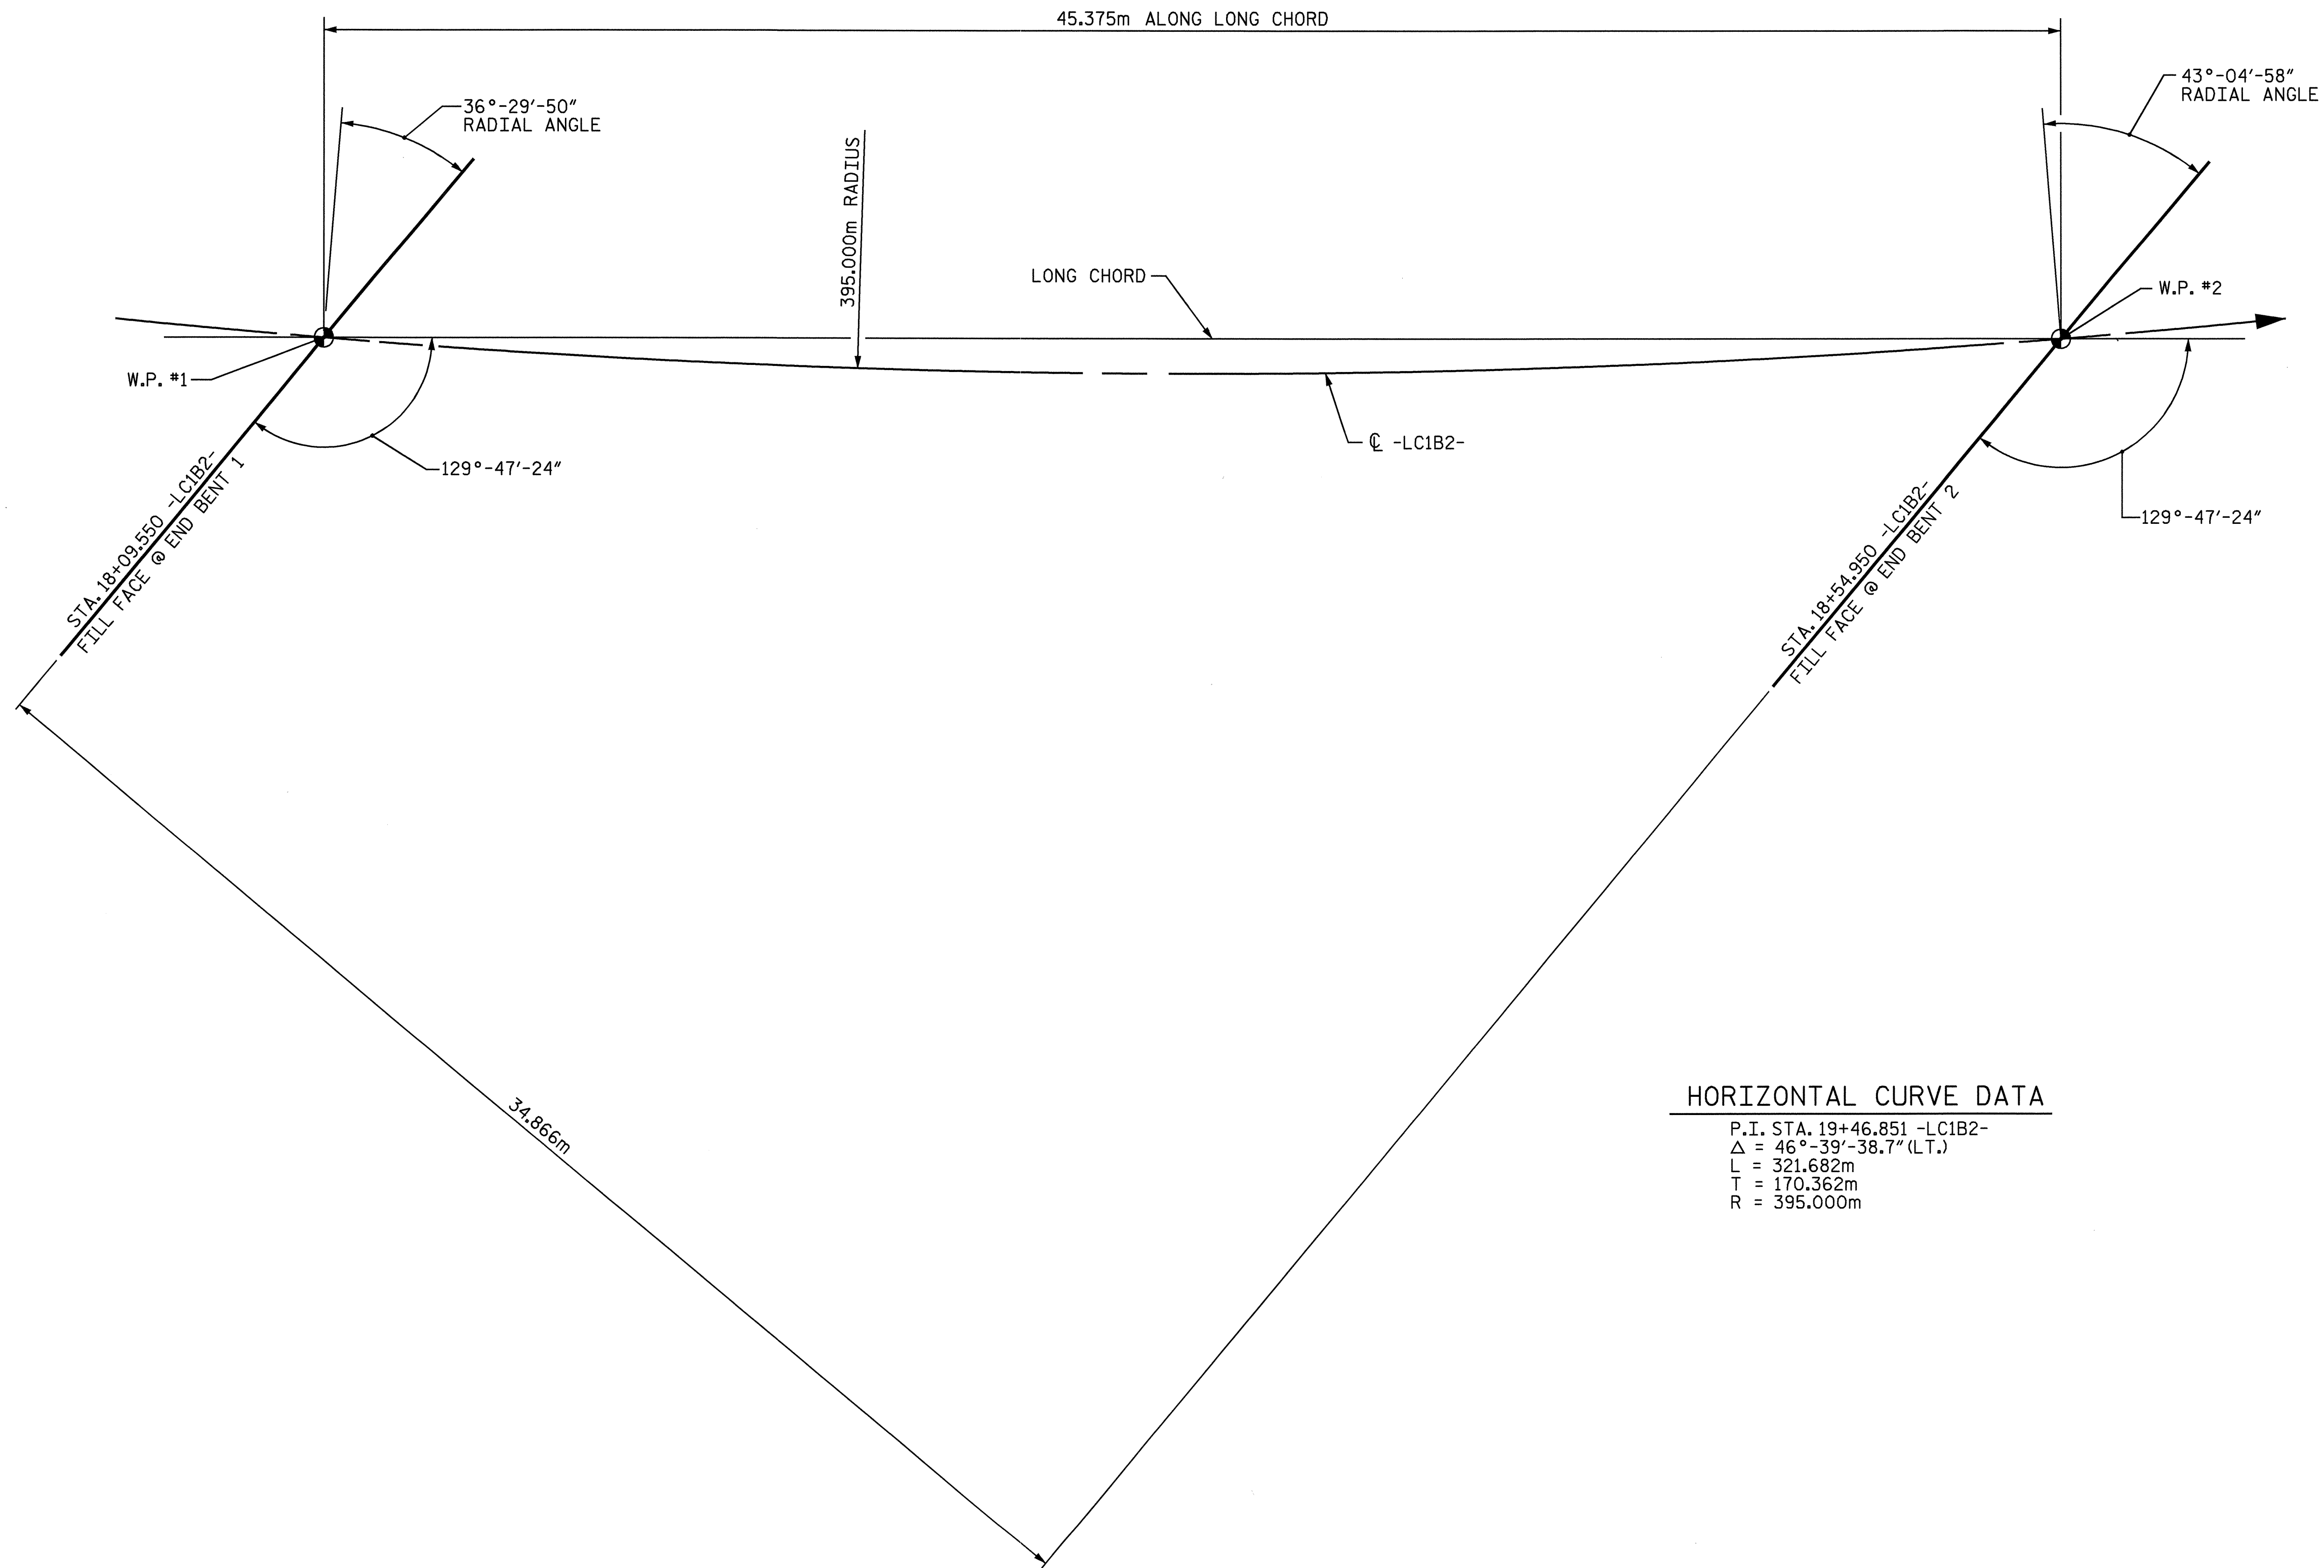 45.375m ALONG LONG CHORD
36°-29′-50″
RADIAL ANGLE
43°-04′-58″
RADIAL ANGLE
395.000m RADIUS
LONG CHORD
W.P. #2
W.P. #1
℄ -LC1B2-
129°-47′-24″
129°-47′-24″
STA. 18+09.550 -LC1B2-
FILL FACE @ END BENT 1
STA. 18+54.950 -LC1B2-
FILL FACE @ END BENT 2
34.866m
HORIZONTAL CURVE DATA
P.I. STA. 19+46.851 -LC1B2-
△ = 46°-39′-38.7″ (LT.)
L = 321.682m
T = 170.362m
R = 395.000m